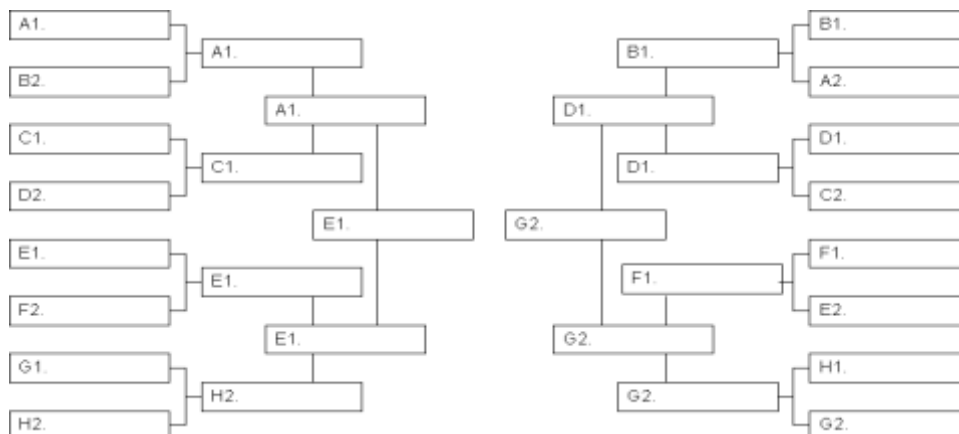 A1. B1.
A1. B1.
B2. A2.
A1. D1.
C1. D1.
C1. D1.
D2. C2.
E1. G2.
E1. F1.
E1. F1.
F2. E2.
E1. G2.
G1. H1.
H2. G2.
H2. G2.